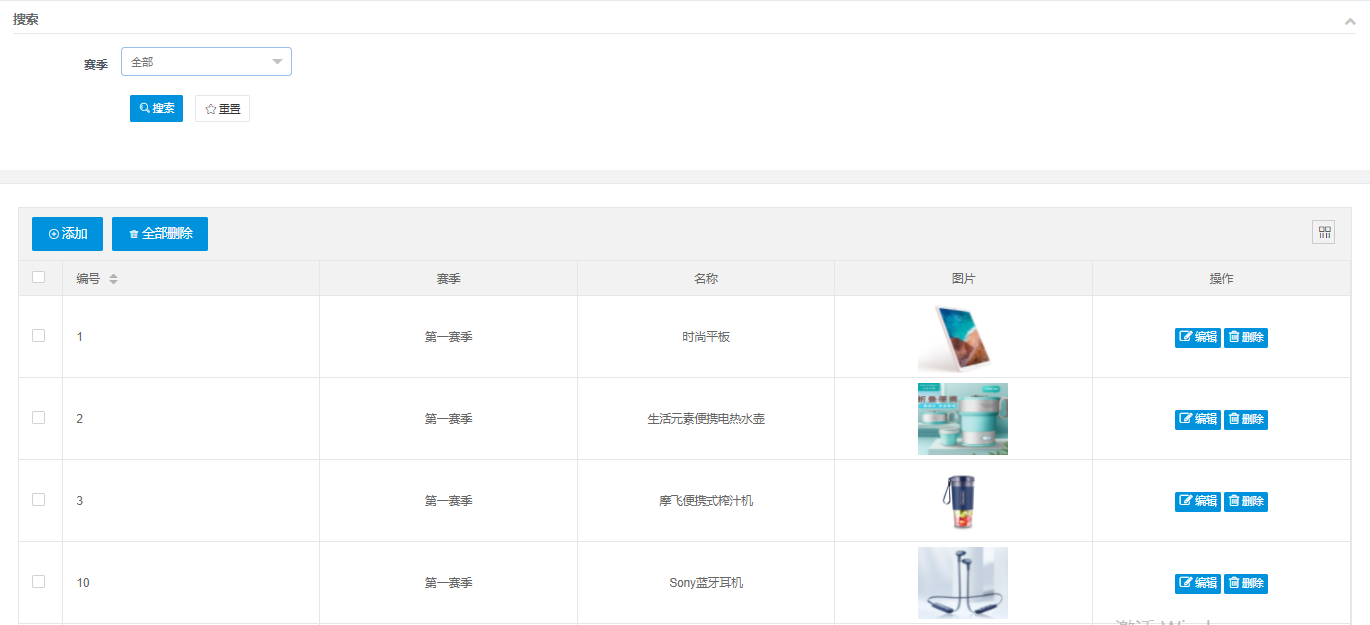 搜索
赛季 全部
搜索 重置
添加 全部删除
编号 赛季 名称 图片 操作
1 第一赛季 时尚平板 编辑 删除
2 第一赛季 生活元素便携电热水壶 编辑 删除
3 第一赛季 摩飞便携式榨汁机 编辑 删除
10 第一赛季 Sony蓝牙耳机 编辑 删除